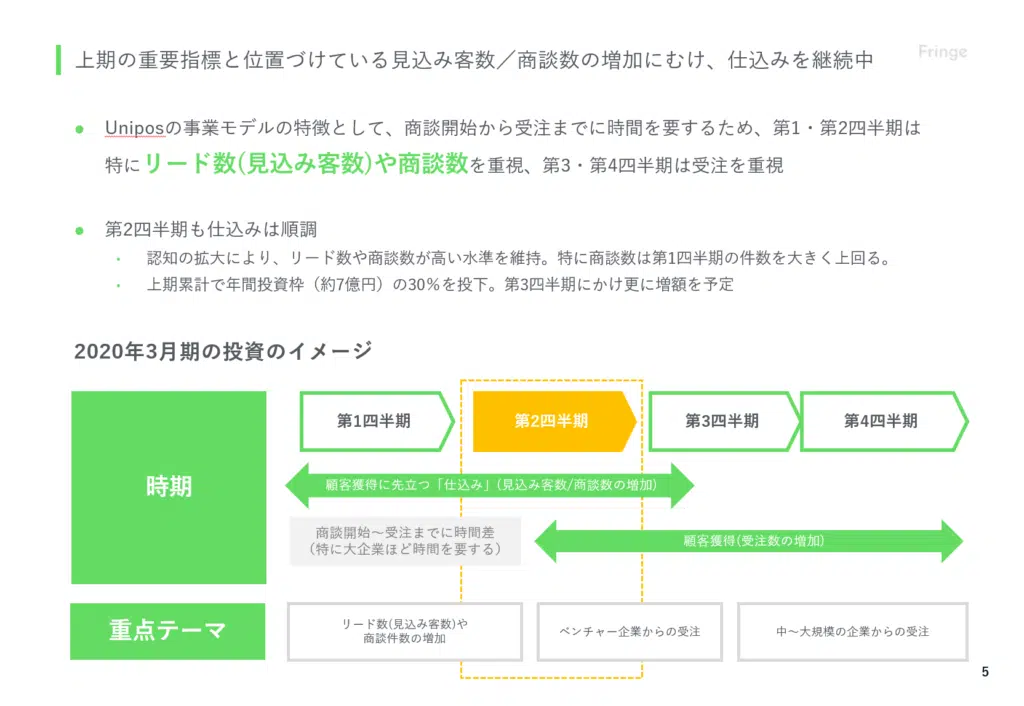 上期の重要指標と位置づけている見込み客数／商談数の増加にむけ、仕込みを継続中
Fringe
Uniposの事業モデルの特徴として、商談開始から受注までに時間を要するため、第1・第2四半期は
特にリード数(見込み客数)や商談数を重視、第3・第4四半期は受注を重視
第2四半期も仕込みは順調
認知の拡大により、リード数や商談数が高い水準を維持。特に商談数は第1四半期の件数を大きく上回る。
上期累計で年間投資枠（約7億円）の30％を投下。第3四半期にかけ更に増額を予定
2020年3月期の投資のイメージ
時期
第1四半期
第2四半期
第3四半期
第4四半期
顧客獲得に先立つ「仕込み」(見込み客数/商談数の増加)
商談開始～受注までに時間差
（特に大企業ほど時間を要する）
顧客獲得(受注数の増加)
重点テーマ
リード数(見込み客数)や
商談件数の増加
ベンチャー企業からの受注
中～大規模の企業からの受注
5